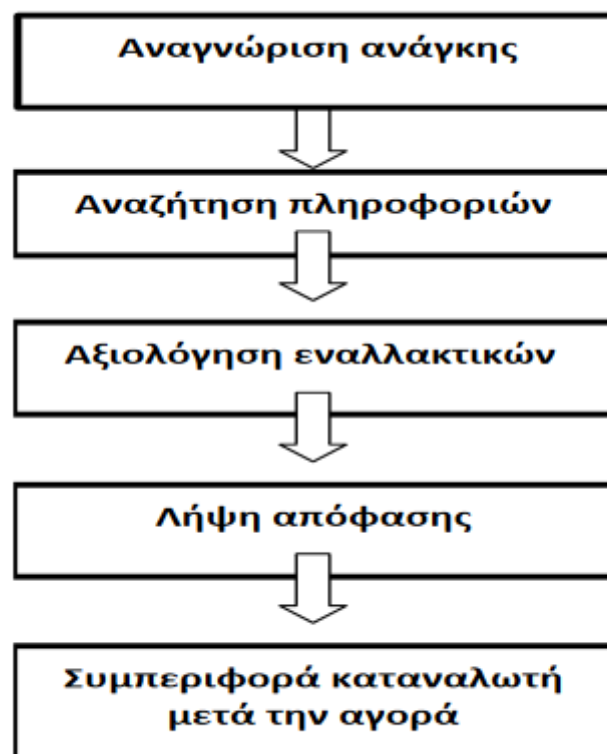 Αναγνώριση ανάγκης
Αναζήτηση πληροφοριών
Αξιολόγηση εναλλακτικών
Λήψη απόφασης
Συμπεριφορά καταναλωτή
μετά την αγορά